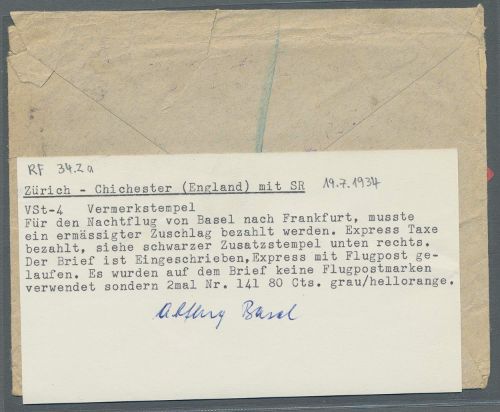 RF 34.2a
Zürich - Chichester (England) mit SR 19.7.1934
VSt-4 Vermerkstempel
Für den Nachtflug von Basel nach Frankfurt, musste
ein ermässigter Zuschlag bezahlt werden. Express Taxe
bezahlt, siehe schwarzer Zusatzstempel unten rechts.
Der Brief ist Eingeschrieben,Express mit Flugpost ge-
laufen. Es wurden auf dem Brief keine Flugpostmarken
verwendet sondern 2mal Nr. 141 80 Cts. grau/hellorange.
Basel